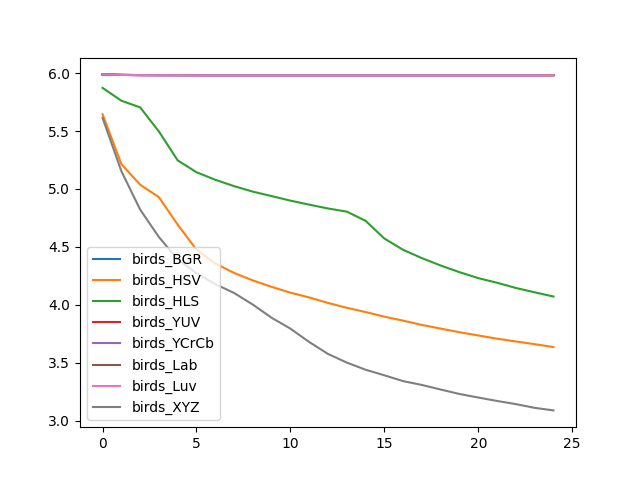 6.0
5.5
5.0
4.5
4.0
3.5
3.0
birds_BGR
birds_HSV
birds_HLS
birds_YUV
birds_YCrCb
birds_Lab
birds_Luv
birds_XYZ
0 5 10 15 20 25